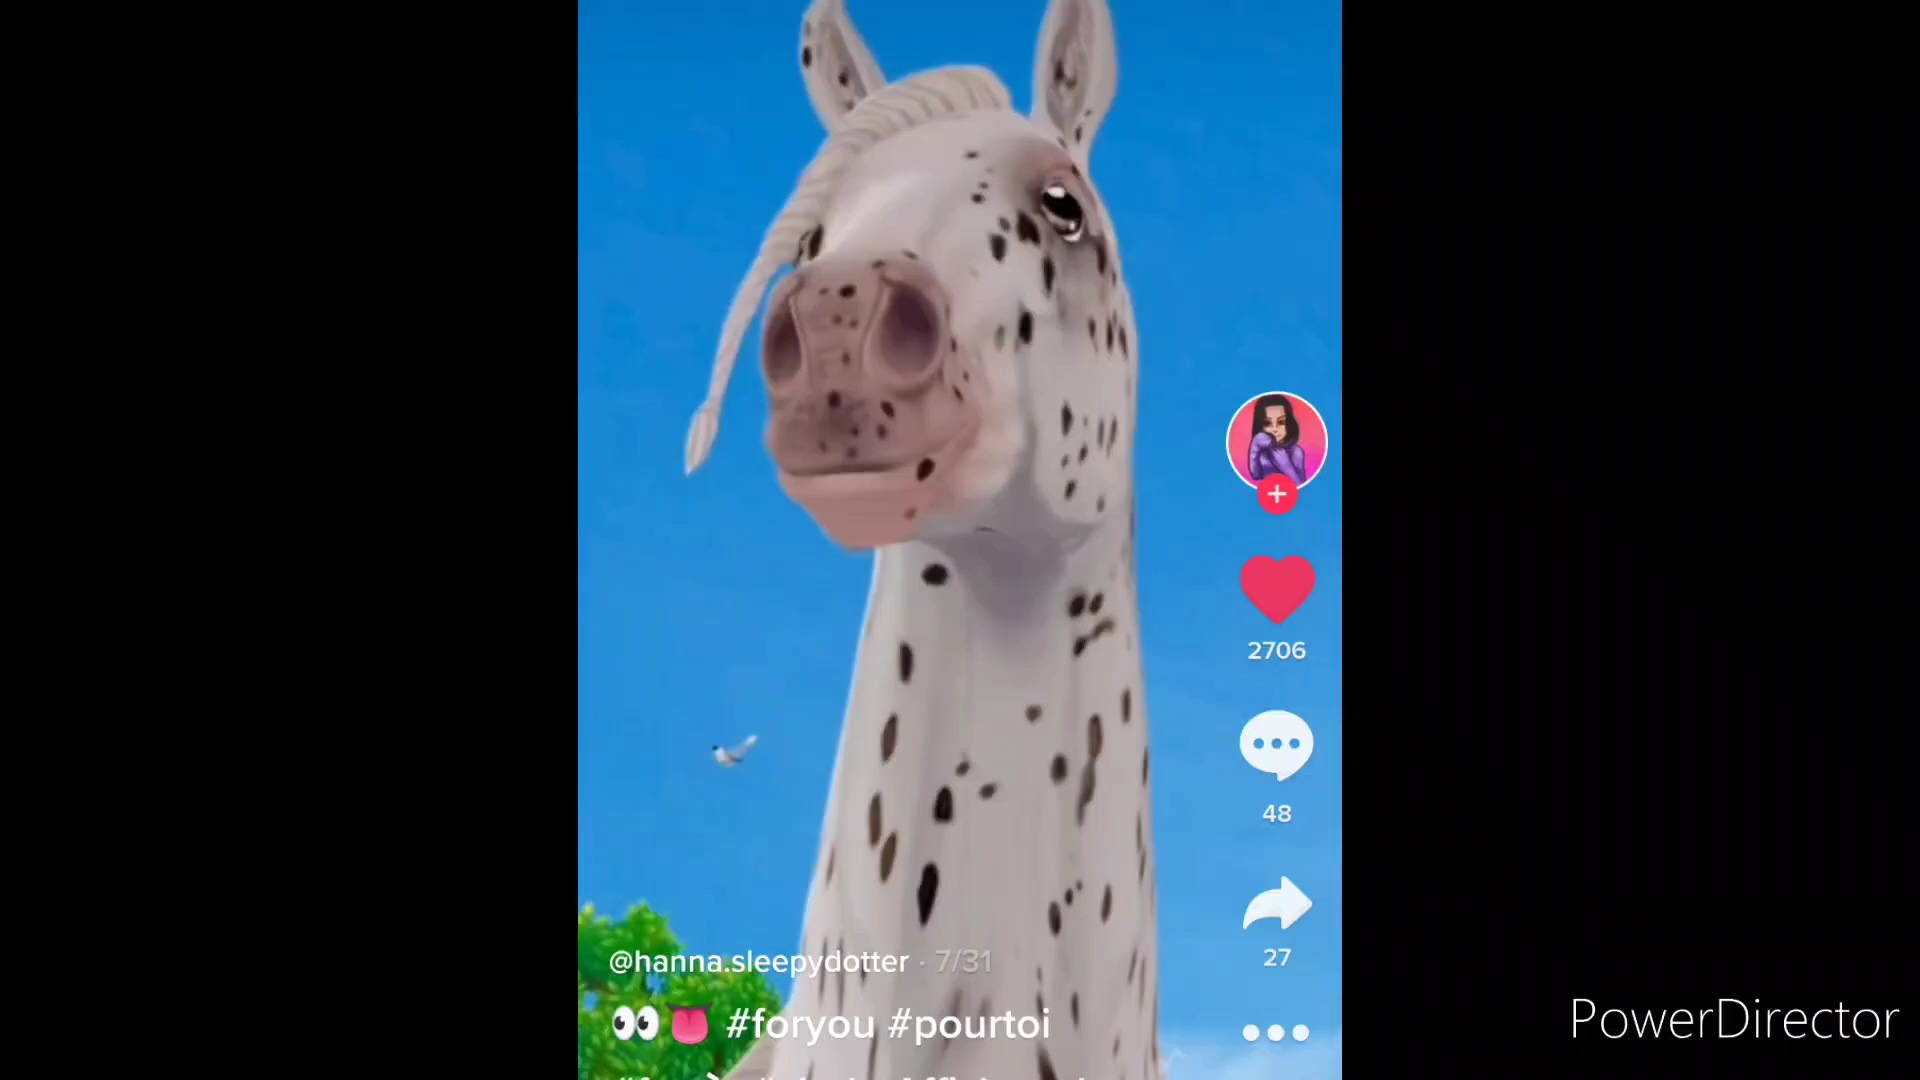 2706
48
27
@hanna.sleepydotter · 7/31
👀👅 #foryou #pourtoi
PowerDirector